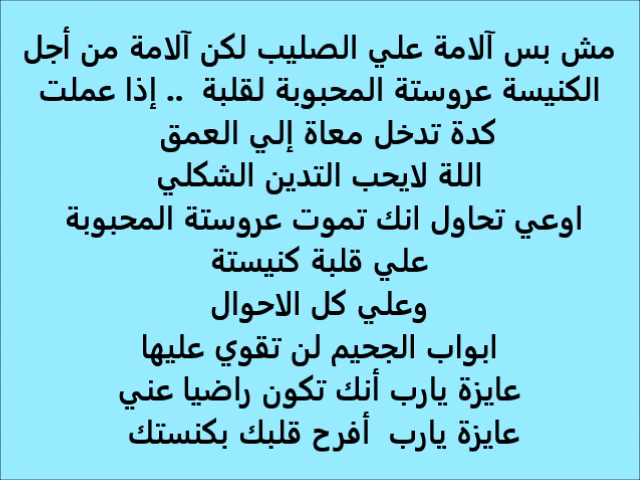 مش بس آلامة علي الصليب لكن آلامة من أجل
الكنيسة عروستة المحبوبة لقلبة .. إذا عملت
كدة تدخل معاة إلي العمق
اللة لايحب التدين الشكلي
اوعي تحاول انك تموت عروستة المحبوبة
علي قلبة كنيستة
وعلي كل الاحوال
ابواب الجحيم لن تقوي عليها
عايزة يارب أنك تكون راضيا عني
عايزة يارب أفرح قلبك بكنستك